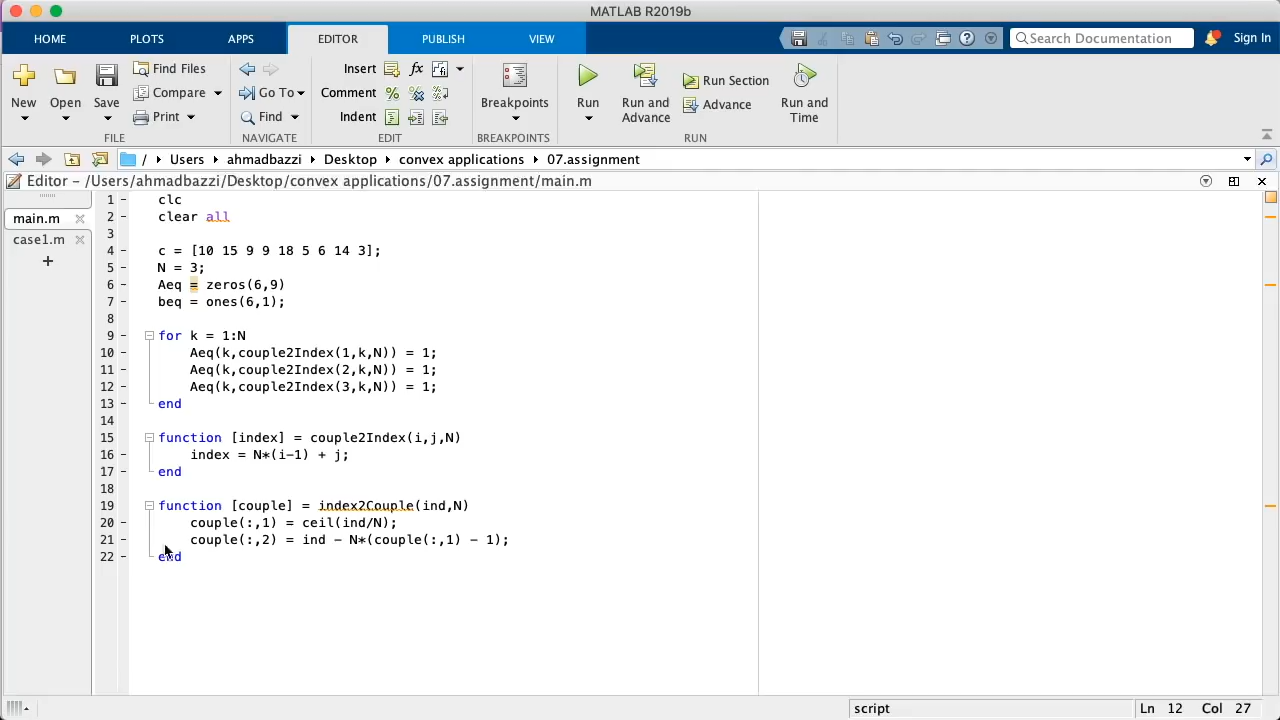 MATLAB R2019b
HOME PLOTS APPS EDITOR PUBLISH VIEW
Search Documentation Sign In
New Open Save Find Files Compare Print
FILE
Go To Find
NAVIGATE
Insert fx
Comment % % %
Indent
EDIT
Breakpoints
BREAKPOINTS
Run Run and Advance Run Section Advance Run and Time
RUN
/ Users ahmadbazzi Desktop convex applications 07.assignment
Editor - /Users/ahmadbazzi/Desktop/convex applications/07.assignment/main.m
main.m
case1.m
+
1 - clc
2 - clear all
3
4 - c = [10 15 9 9 18 5 6 14 3];
5 - N = 3;
6 - Aeq = zeros(6,9)
7 - beq = ones(6,1);
8
9 - for k = 1:N
10 - Aeq(k,couple2Index(1,k,N)) = 1;
11 - Aeq(k,couple2Index(2,k,N)) = 1;
12 - Aeq(k,couple2Index(3,k,N)) = 1;
13 - end
14
15 - function [index] = couple2Index(i,j,N)
16 - index = N*(i-1) + j;
17 - end
18
19 - function [couple] = index2Couple(ind,N)
20 - couple(:,1) = ceil(ind/N);
21 - couple(:,2) = ind - N*(couple(:,1) - 1);
22 - end
script Ln 12 Col 27